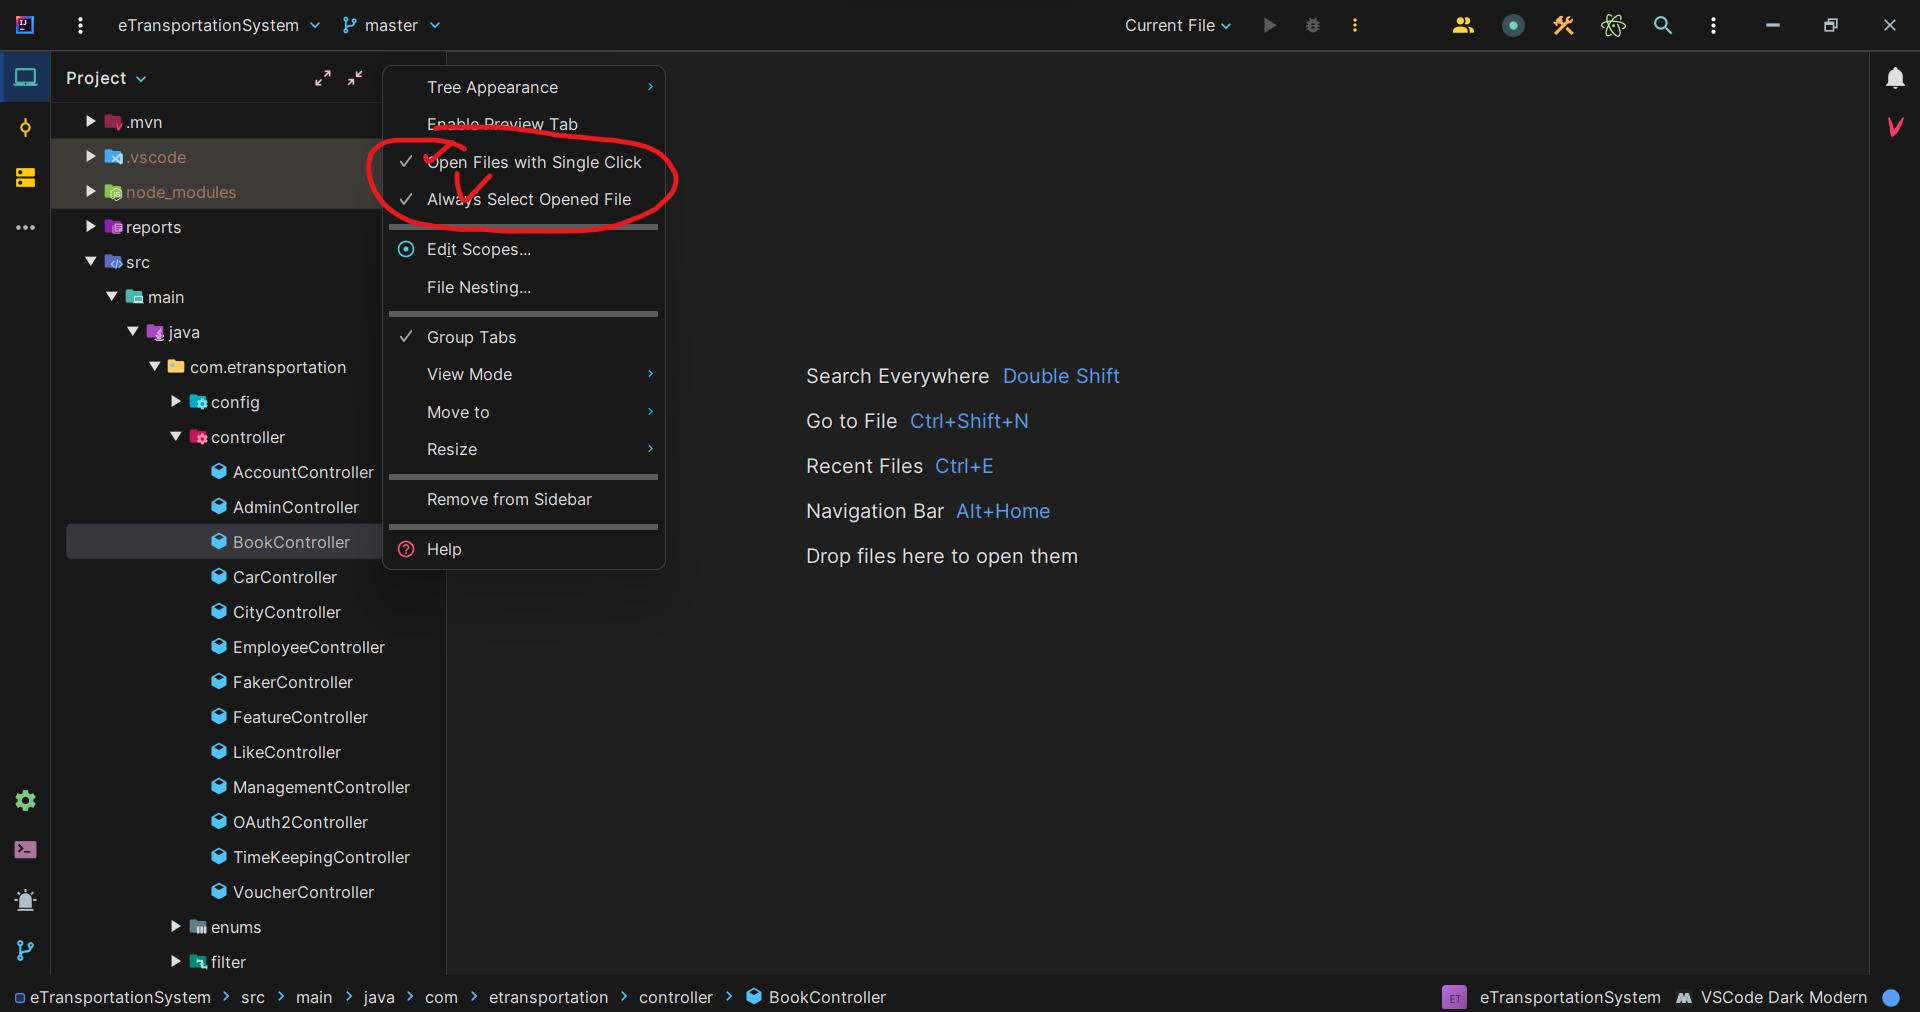 eTransportationSystem master Current File
Project
.mvn
.vscode
node_modules
reports
src
main
java
com.etransportation
config
controller
AccountController
AdminController
BookController
CarController
CityController
EmployeeController
FakerController
FeatureController
LikeController
ManagementController
OAuth2Controller
TimeKeepingController
VoucherController
enums
filter
Tree Appearance
Enable Preview Tab
Open Files with Single Click
Always Select Opened File
Edit Scopes...
File Nesting...
Group Tabs
View Mode
Move to
Resize
Remove from Sidebar
Help
Search Everywhere Double Shift
Go to File Ctrl+Shift+N
Recent Files Ctrl+E
Navigation Bar Alt+Home
Drop files here to open them
eTransportationSystem > src > main > java > com > etransportation > controller > BookController
ET eTransportationSystem VSCode Dark Modern